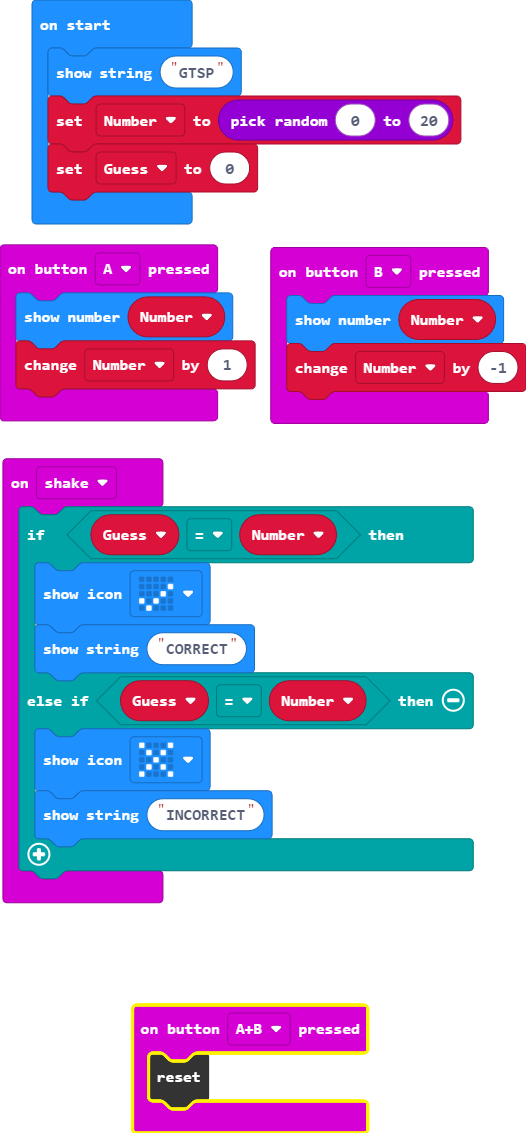 on start
show string "GTSP"
set Number to pick random 0 to 20
set Guess to 0
on button A pressed
show number Number
change Number by 1
on button B pressed
show number Number
change Number by -1
on shake
if Guess = Number then
show icon
show string "CORRECT"
else if Guess = Number then
show icon
show string "INCORRECT"
on button A+B pressed
reset